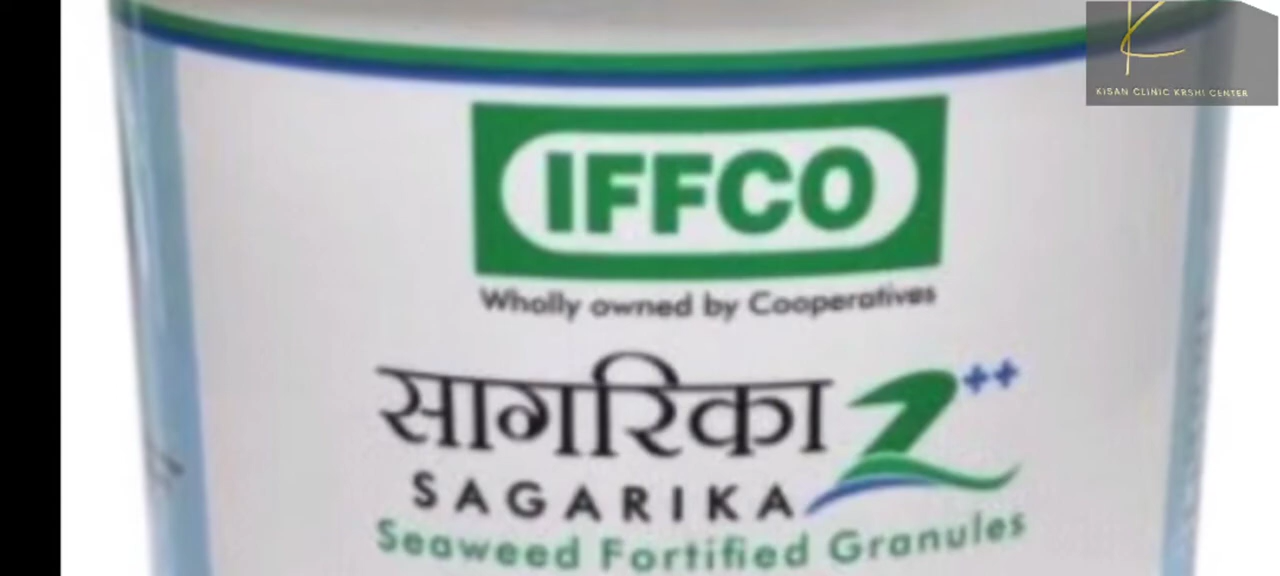 KiSAN CLiNiC KRSHi CENTER
IFFCO
Wholly owned by Cooperatives
सागरिका Z++
SAGARIKA
Seaweed Fortified Granules